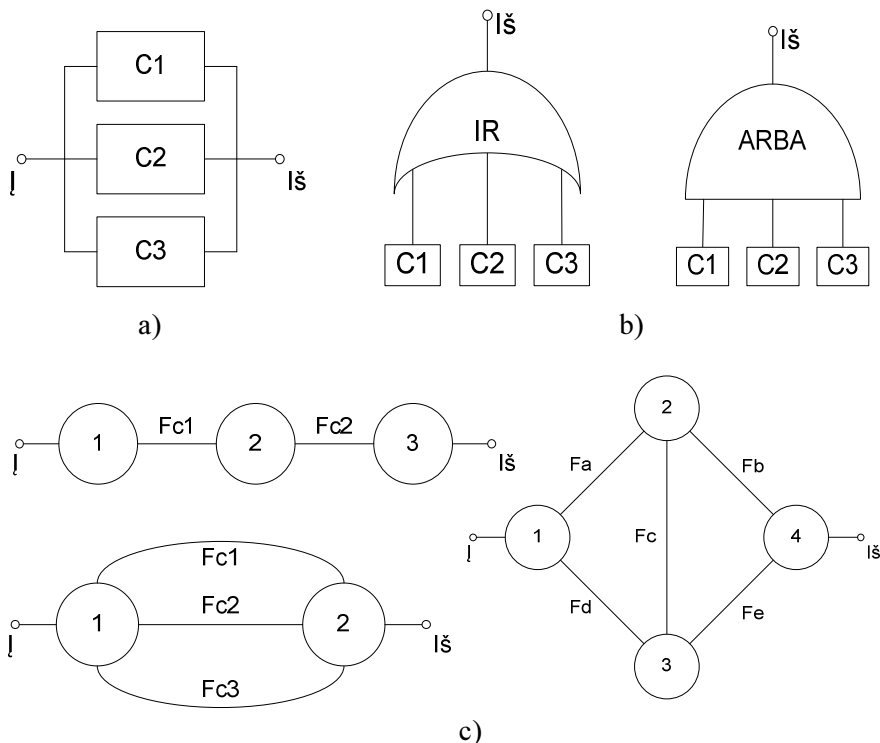 C1
C2
C3
Į
Iš
a)
Iš
IR
C1 C2 C3
Iš
ARBA
C1 C2 C3
b)
Į 1 Fc1 2 Fc2 3 Iš
Fc1
Į 1 Fc2 2 Iš
Fc3
2
Fa Fb
Į 1 Fc 4 Iš
Fd Fe
3
c)